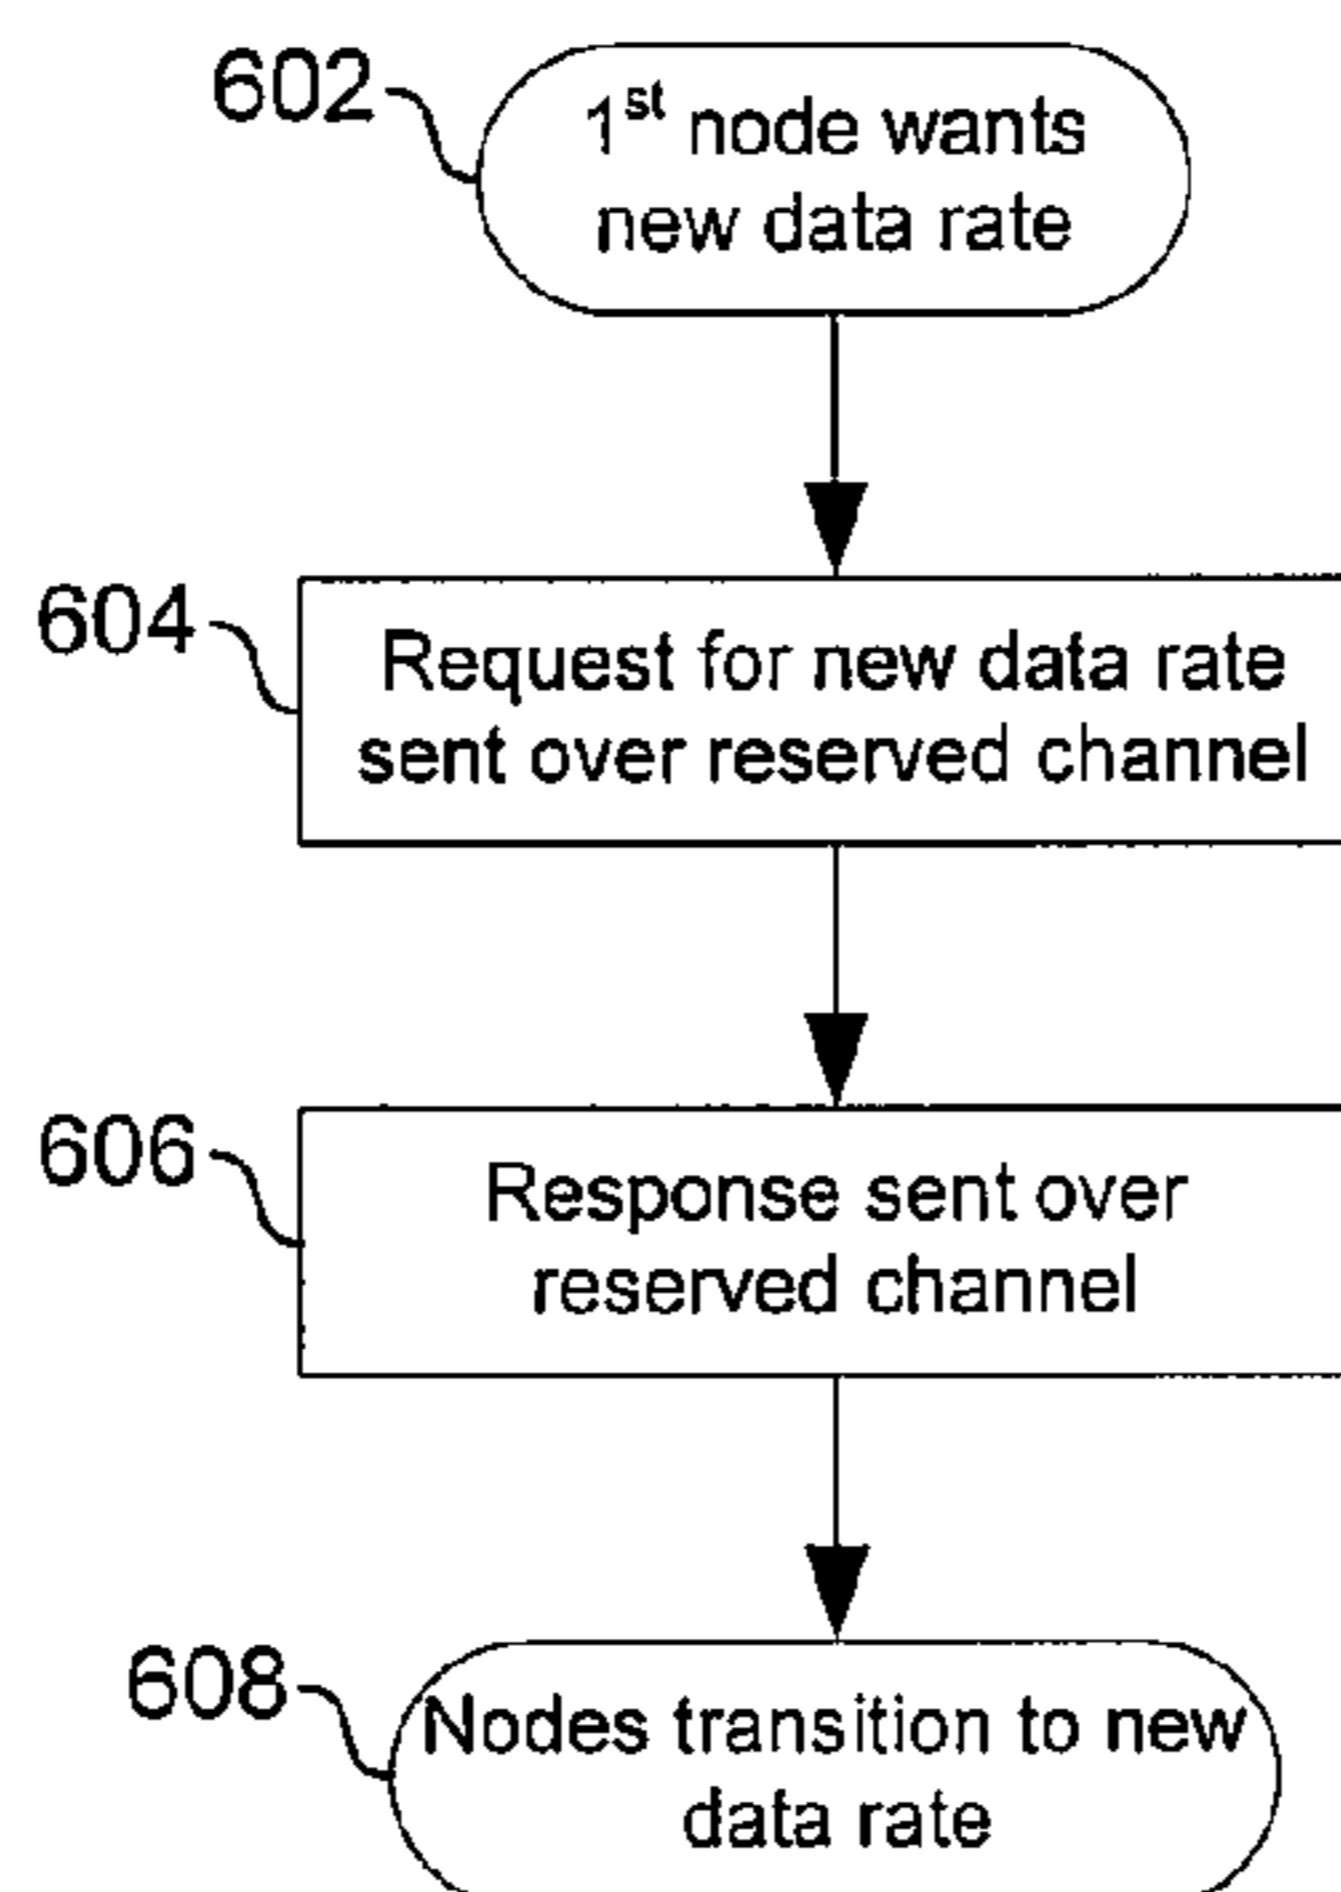 602
1st node wants
new data rate
604
Request for new data rate
sent over reserved channel
606
Response sent over
reserved channel
608
Nodes transition to new
data rate